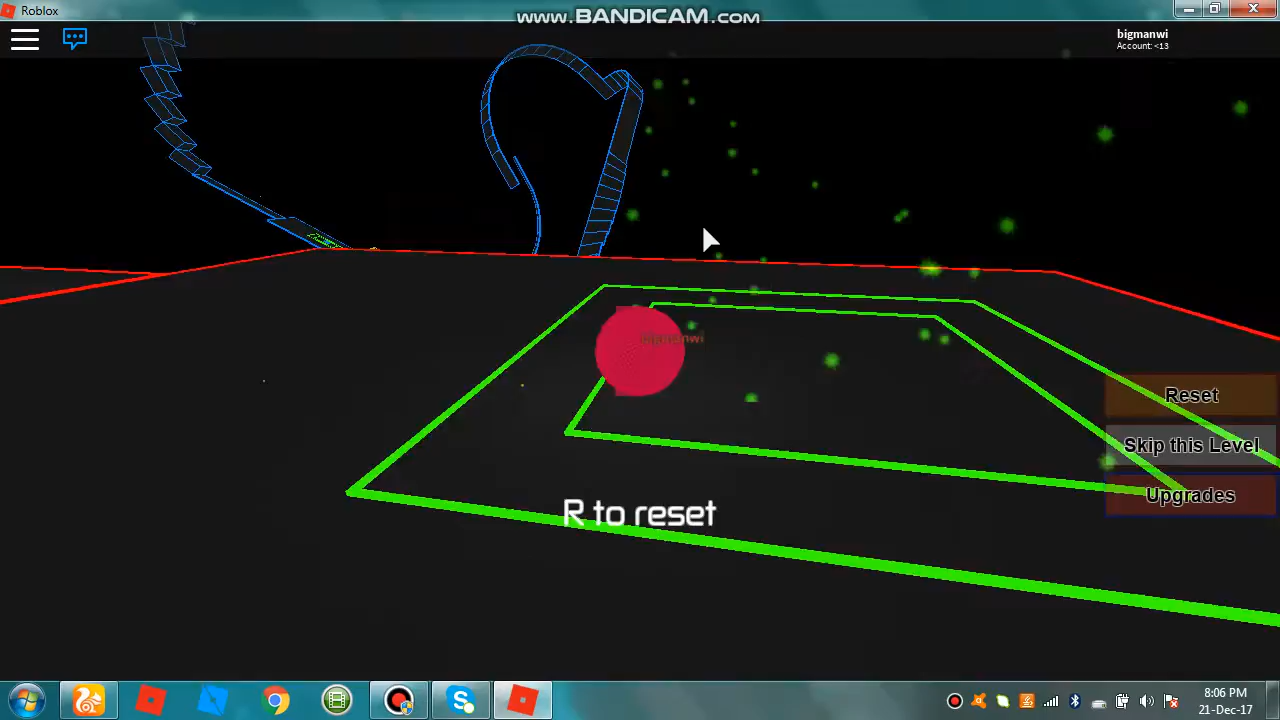 Roblox
www.BANDICAM.com
bigmanwi
Account: <13
bigmanwi
Reset
Skip this Level
Upgrades
R to reset
8:06 PM
21-Dec-17